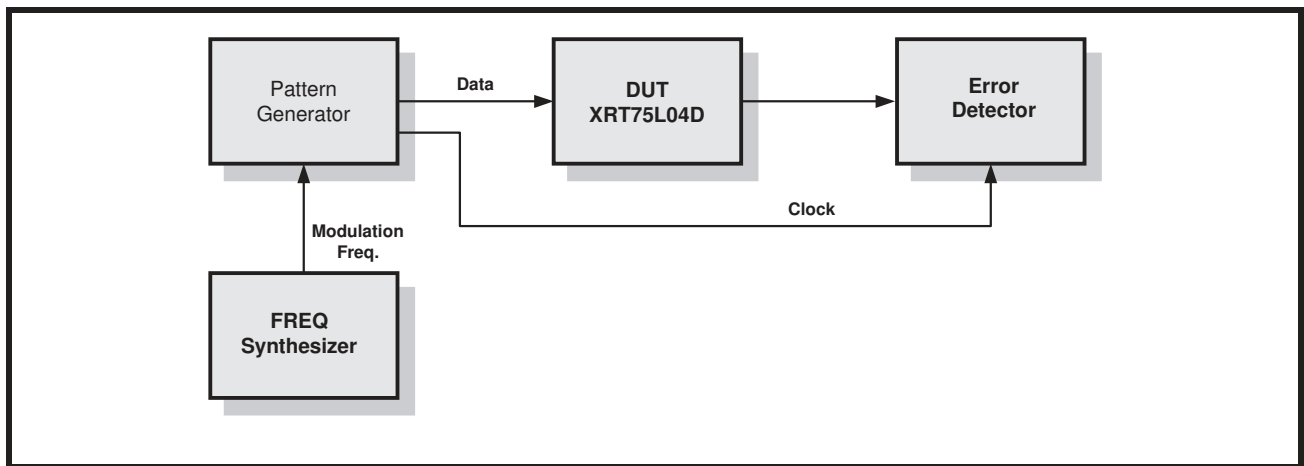 Pattern
Generator
Data
DUT
XRT75L04D
Error
Detector
Clock
Modulation
Freq.
FREQ
Synthesizer